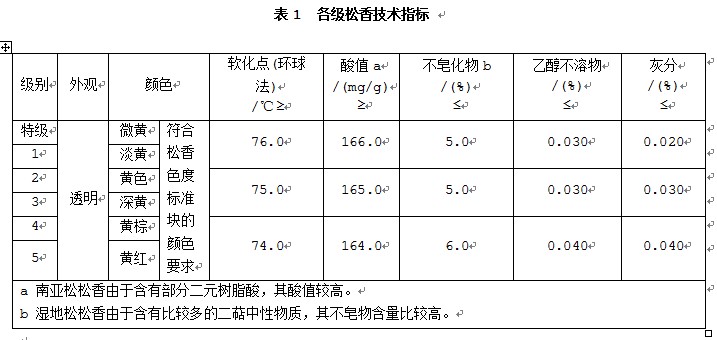 表 1 各级松香技术指标
级别 外观 颜色 软化点(环球法)/℃≥ 酸值 a/(mg/g)≥ 不皂化物 b/(%)≤ 乙醇不溶物/(%)≤ 灰分/(%)≤
特级 透明 微黄 符合松香色度标准块的颜色要求 76.0 166.0 5.0 0.030 0.020
1 淡黄
2 黄色 75.0 165.0 5.0 0.030 0.030
3 深黄
4 黄棕 74.0 164.0 6.0 0.040 0.040
5 黄红
a 南亚松松香由于含有部分二元树脂酸，其酸值较高。
b 湿地松松香由于含有比较多的二萜中性物质，其不皂物含量比较高。